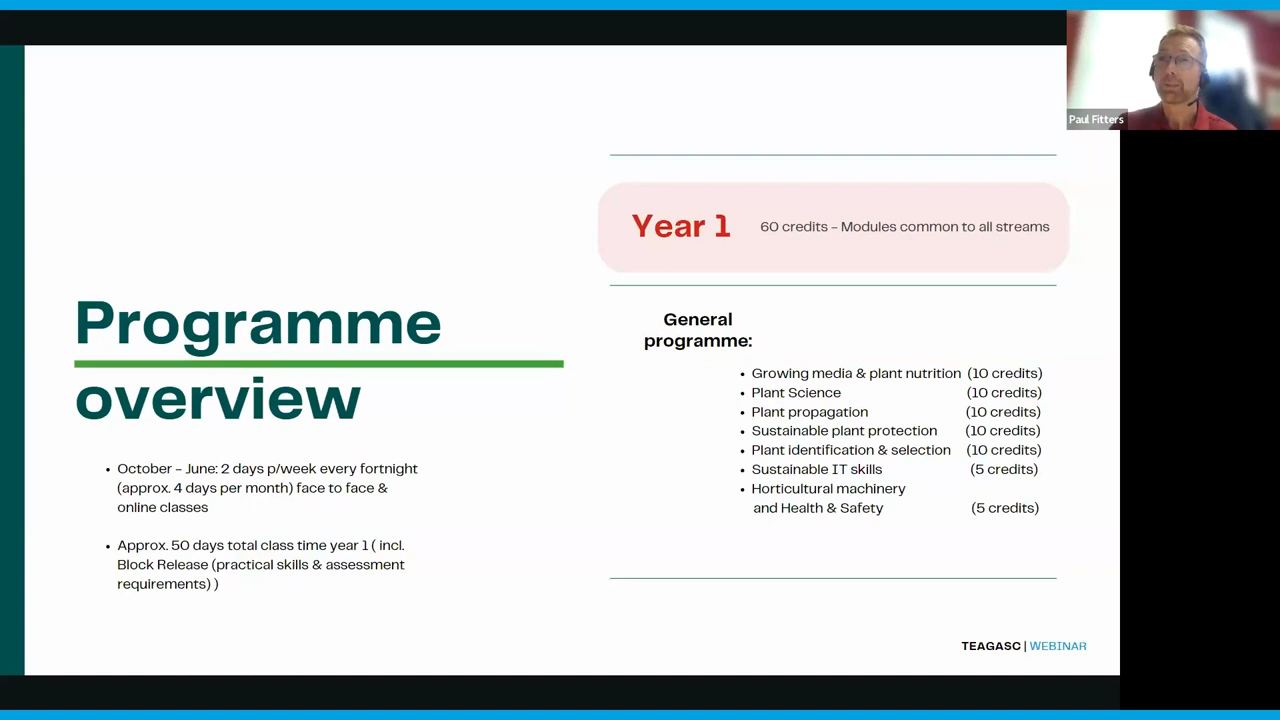 Paul Fitters
Year 1
60 credits - Modules common to all streams
Programme
overview
• October - June: 2 days p/week every fortnight
(approx. 4 days per month) face to face &
online classes
• Approx. 50 days total class time year 1 ( incl.
Block Release (practical skills & assessment
requirements) )
General
programme:
• Growing media & plant nutrition (10 credits)
• Plant Science (10 credits)
• Plant propagation (10 credits)
• Sustainable plant protection (10 credits)
• Plant identification & selection (10 credits)
• Sustainable IT skills (5 credits)
• Horticultural machinery
and Health & Safety (5 credits)
TEAGASC | WEBINAR